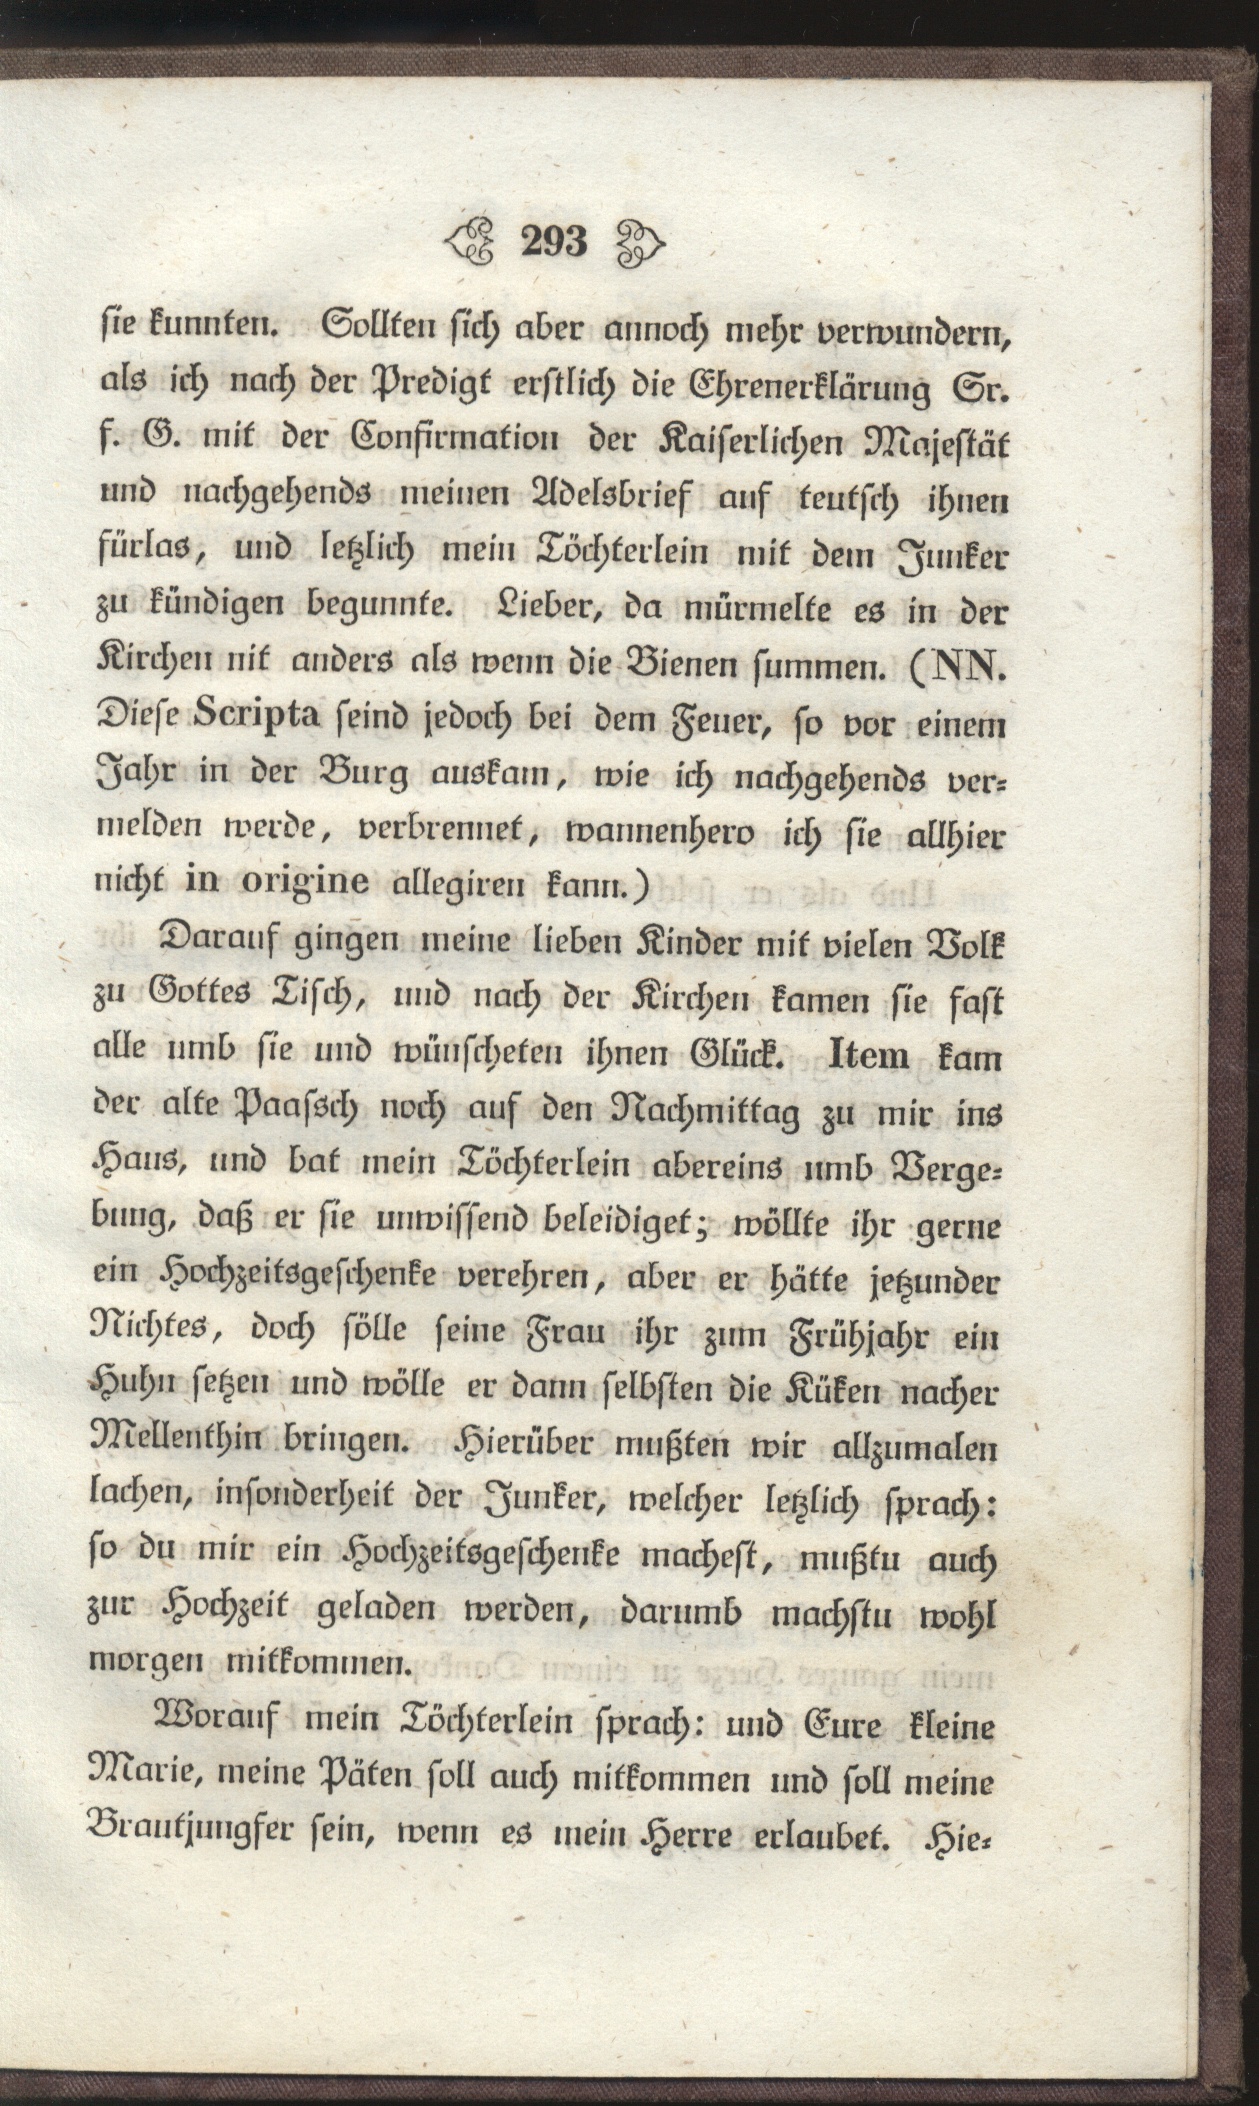 293
sie kunnten. Sollten sich aber annoch mehr verwundern,
als ich nach der Predigt erstlich die Ehrenerklärung Sr.
f. G. mit der Confirmation der Kaiserlichen Majestät
und nachgehends meinen Adelsbrief auf teutsch ihnen
fürlas, und letzlich mein Töchterlein mit dem Junker
zu kündigen begunnte. Lieber, da mürmelte es in der
Kirchen nit anders als wenn die Bienen summen. (NN.
Diese Scripta seind jedoch bei dem Feuer, so vor einem
Jahr in der Burg auskam, wie ich nachgehends ver-
melden werde, verbrennet, wannenhero ich sie allhier
nicht in origine allegiren kann.)
Darauf gingen meine lieben Kinder mit vielen Volk
zu Gottes Tisch, und nach der Kirchen kamen sie fast
alle umb sie und wünscheten ihnen Glück. Item kam
der alte Paassch noch auf den Nachmittag zu mir ins
Haus, und bat mein Töchterlein abereins umb Verge-
bung, daß er sie unwissend beleidiget; wöllte ihr gerne
ein Hochzeitsgeschenke verehren, aber er hätte jetzunder
Nichtes, doch sölle seine Frau ihr zum Frühjahr ein
Huhn setzen und wölle er dann selbsten die Küken nacher
Mellenthin bringen. Hierüber mußten wir allzumalen
lachen, insonderheit der Junker, welcher letzlich sprach:
so du mir ein Hochzeitsgeschenke machest, mußtu auch
zur Hochzeit geladen werden, darumb machstu wohl
morgen mitkommen.
Worauf mein Töchterlein sprach: und Eure kleine
Marie, meine Päten soll auch mitkommen und soll meine
Brautjungfer sein, wenn es mein Herre erlaubet. Hie-